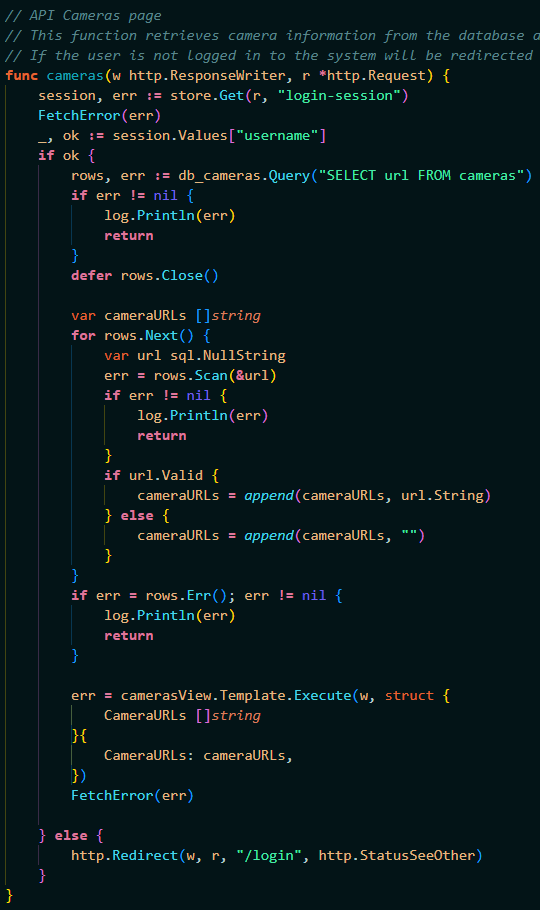 // API Cameras page
// This function retrieves camera information from the database
// If the user is not logged in to the system will be redirected
func cameras(w http.ResponseWriter, r *http.Request) {
    session, err := store.Get(r, "login-session")
    FetchError(err)
    _, ok := session.Values["username"]
    if ok {
        rows, err := db_cameras.Query("SELECT url FROM cameras")
        if err != nil {
            log.Println(err)
            return
        }
        defer rows.Close()

        var cameraURLs []string
        for rows.Next() {
            var url sql.NullString
            err = rows.Scan(&url)
            if err != nil {
                log.Println(err)
                return
            }
            if url.Valid {
                cameraURLs = append(cameraURLs, url.String)
            } else {
                cameraURLs = append(cameraURLs, "")
            }
        }
        if err = rows.Err(); err != nil {
            log.Println(err)
            return
        }

        err = camerasView.Template.Execute(w, struct {
            CameraURLs []string
        }{
            CameraURLs: cameraURLs,
        })
        FetchError(err)

    } else {
        http.Redirect(w, r, "/login", http.StatusSeeOther)
    }
}